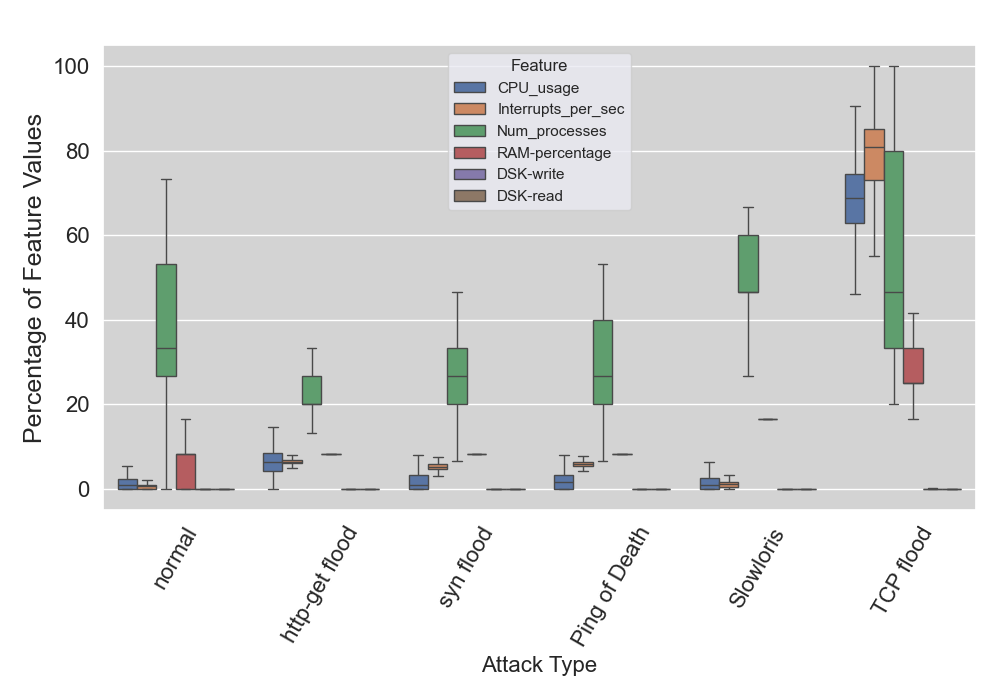 Feature
CPU_usage
Interrupts_per_sec
Num_processes
RAM-percentage
DSK-write
DSK-read
Percentage of Feature Values
100
80
60
40
20
0
normal
http-get flood
syn flood
Ping of Death
Slowloris
TCP flood
Attack Type